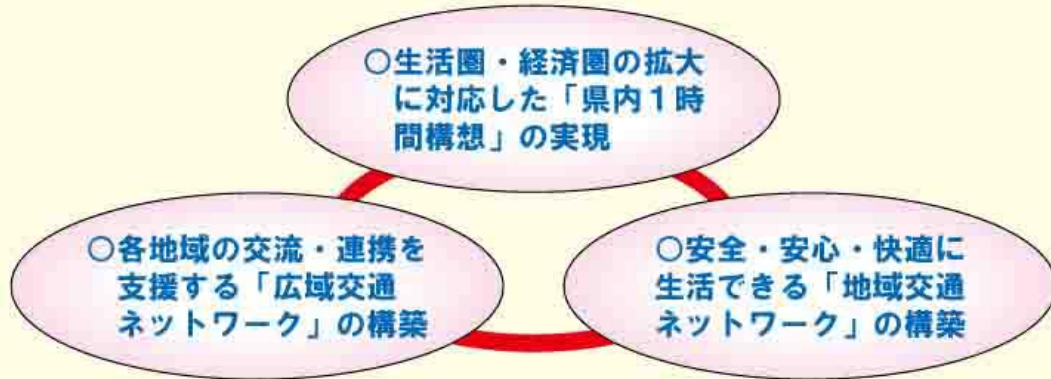 ○生活圏・経済圏の拡大
に対応した「県内１時
間構想」の実現
○各地域の交流・連携を
支援する「広域交通
ネットワーク」の構築
○安全・安心・快適に
生活できる「地域交通
ネットワーク」の構築